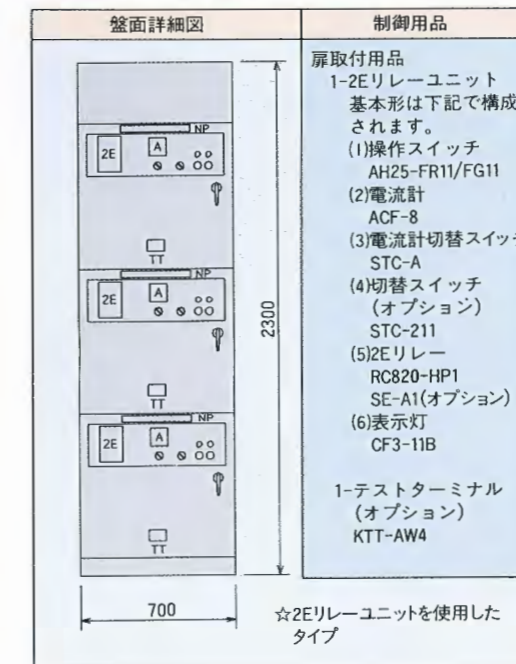 盤面詳細図
制御用品
NP
2E
A
TT
NP
2E
A
TT
NP
2E
A
TT
2300
700
扉取付用品
1-2Eリレーユニット
基本形は下記で構成
されます。
(1)操作スイッチ
AH25-FR11/FG11
(2)電流計
ACF-8
(3)電流計切替スイッチ
STC-A
(4)切替スイッチ
(オプション)
STC-211
(5)2Eリレー
RC820-HP1
SE-A1(オプション)
(6)表示灯
CF3-11B
1-テストターミナル
(オプション)
KTT-AW4
☆2Eリレーユニットを使用した
タイプ